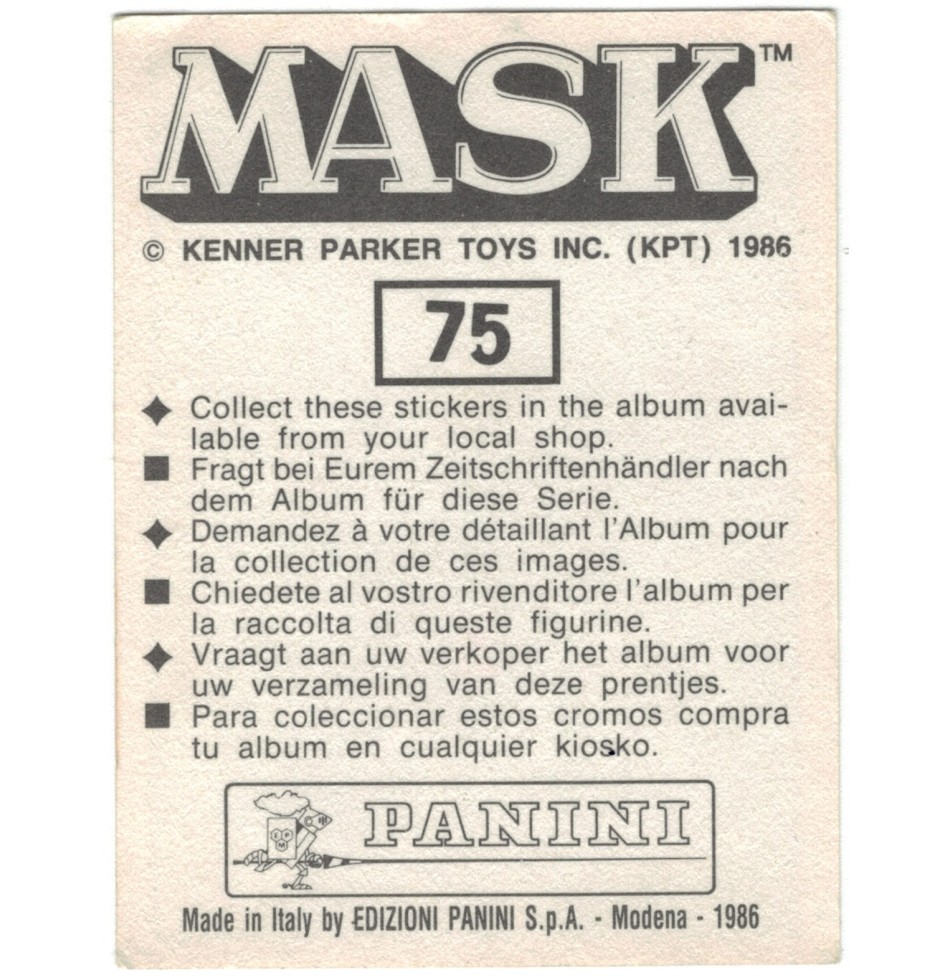 MASK™
© KENNER PARKER TOYS INC. (KPT) 1986
75
◆ Collect these stickers in the album avai-
lable from your local shop.
■ Fragt bei Eurem Zeitschriftenhändler nach
dem Album für diese Serie.
◆ Demandez à votre détaillant l'Album pour
la collection de ces images.
■ Chiedete al vostro rivenditore l'album per
la raccolta di queste figurine.
◆ Vraagt aan uw verkoper het album voor
uw verzameling van deze prentjes.
■ Para coleccionar estos cromos compra
tu album en cualquier kiosko.
EPM
PANINI
Made in Italy by EDIZIONI PANINI S.p.A. - Modena - 1986